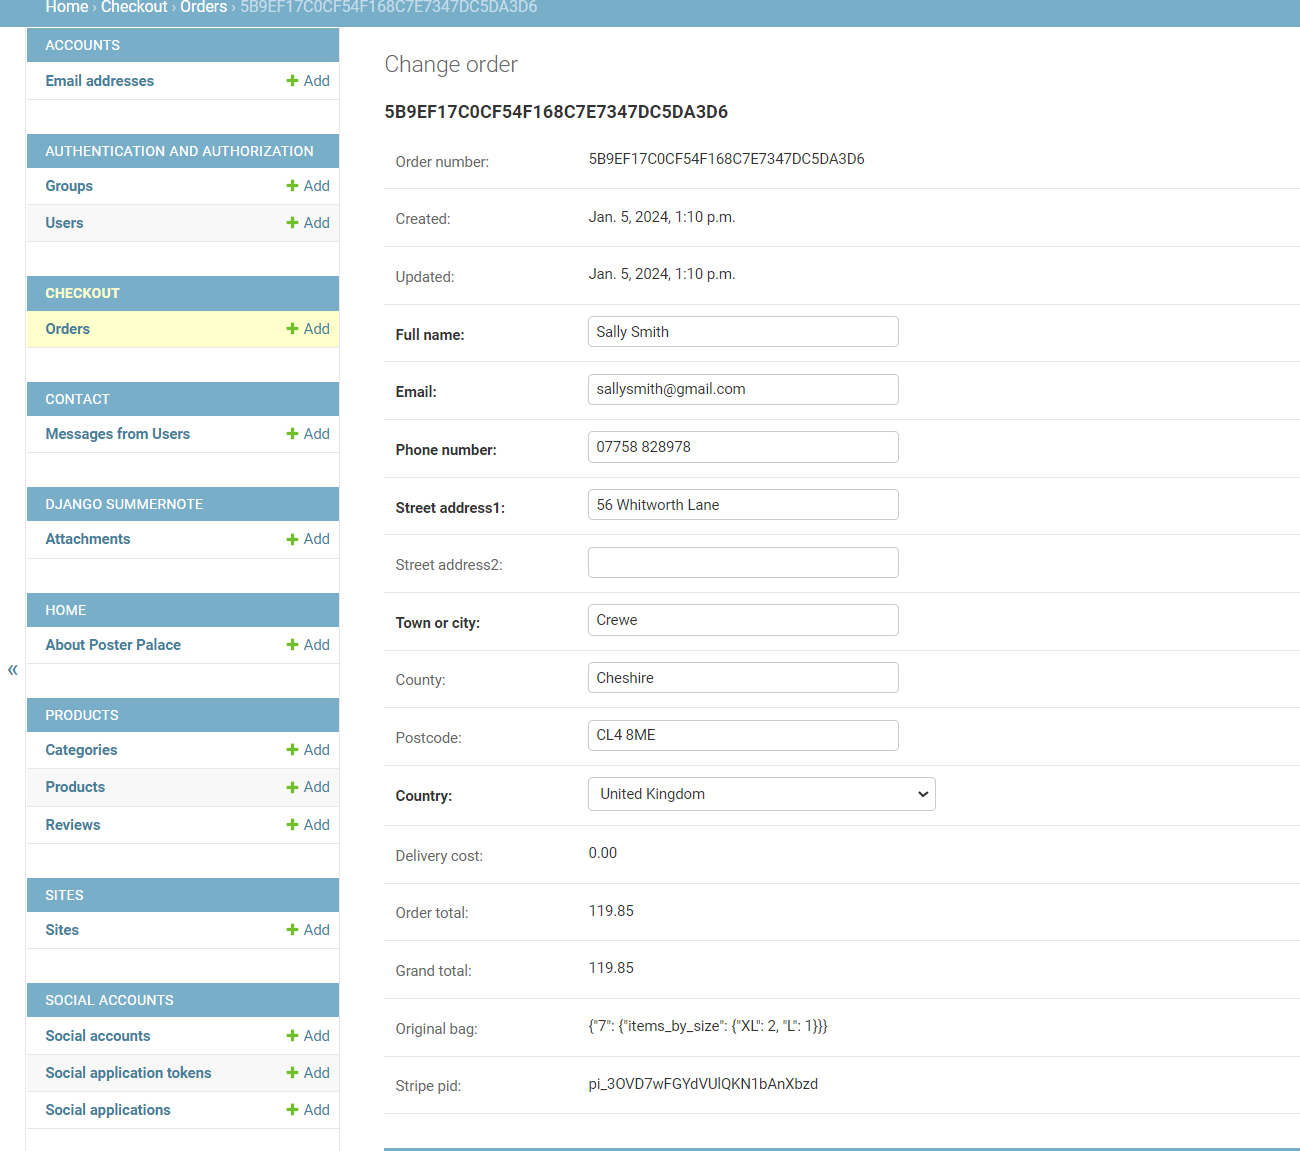 Home › Checkout › Orders › 5B9EF17C0CF54F168C7E7347DC5DA3D6
ACCOUNTS
Email addresses Add
AUTHENTICATION AND AUTHORIZATION
Groups Add
Users Add
CHECKOUT
Orders Add
CONTACT
Messages from Users Add
DJANGO SUMMERNOTE
Attachments Add
HOME
About Poster Palace Add
«
PRODUCTS
Categories Add
Products Add
Reviews Add
SITES
Sites Add
SOCIAL ACCOUNTS
Social accounts Add
Social application tokens Add
Social applications Add
Change order
5B9EF17C0CF54F168C7E7347DC5DA3D6
Order number: 5B9EF17C0CF54F168C7E7347DC5DA3D6
Created: Jan. 5, 2024, 1:10 p.m.
Updated: Jan. 5, 2024, 1:10 p.m.
Full name: Sally Smith
Email: sallysmith@gmail.com
Phone number: 07758 828978
Street address1: 56 Whitworth Lane
Street address2:
Town or city: Crewe
County: Cheshire
Postcode: CL4 8ME
Country: United Kingdom
Delivery cost: 0.00
Order total: 119.85
Grand total: 119.85
Original bag: {"7": {"items_by_size": {"XL": 2, "L": 1}}}
Stripe pid: pi_3OVD7wFGYdVUlQKN1bAnXbzd